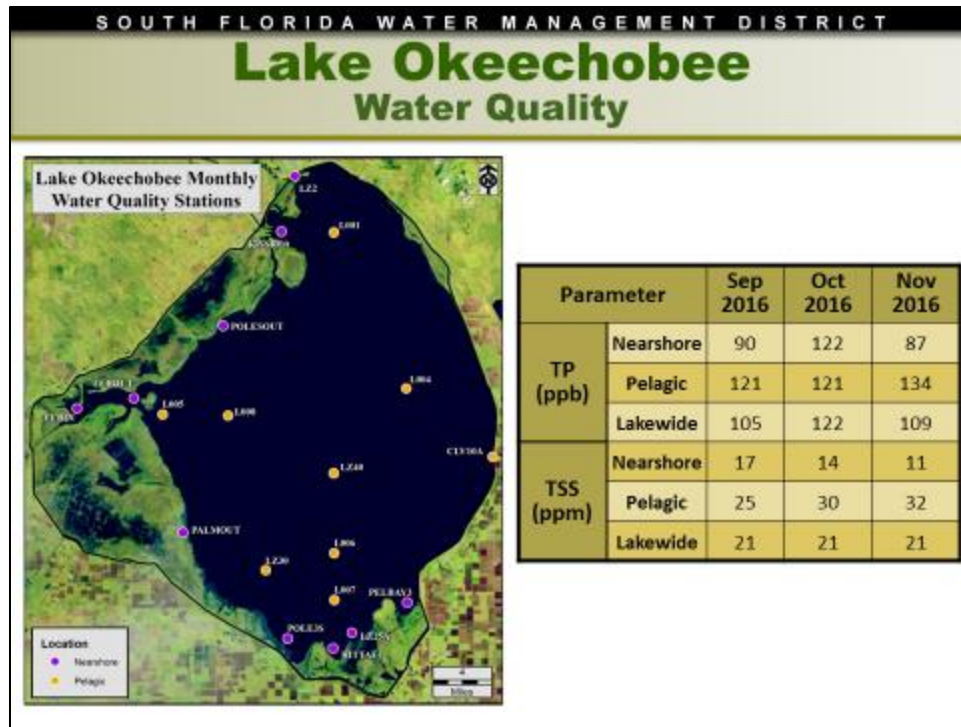 SOUTH FLORIDA WATER MANAGEMENT DISTRICT
Lake Okeechobee
Water Quality
Lake Okeechobee Monthly
Water Quality Stations
LZ2
L001
POLESOUT
L004
L005
L008
LZ40
PALMOUT
L006
LZ30
L007
PELBAY3
POLE3S
Location
Nearshore
Pelagic
4
Miles
Parameter Sep 2016 Oct 2016 Nov 2016
TP (ppb) Nearshore 90 122 87
Pelagic 121 121 134
Lakewide 105 122 109
TSS (ppm) Nearshore 17 14 11
Pelagic 25 30 32
Lakewide 21 21 21